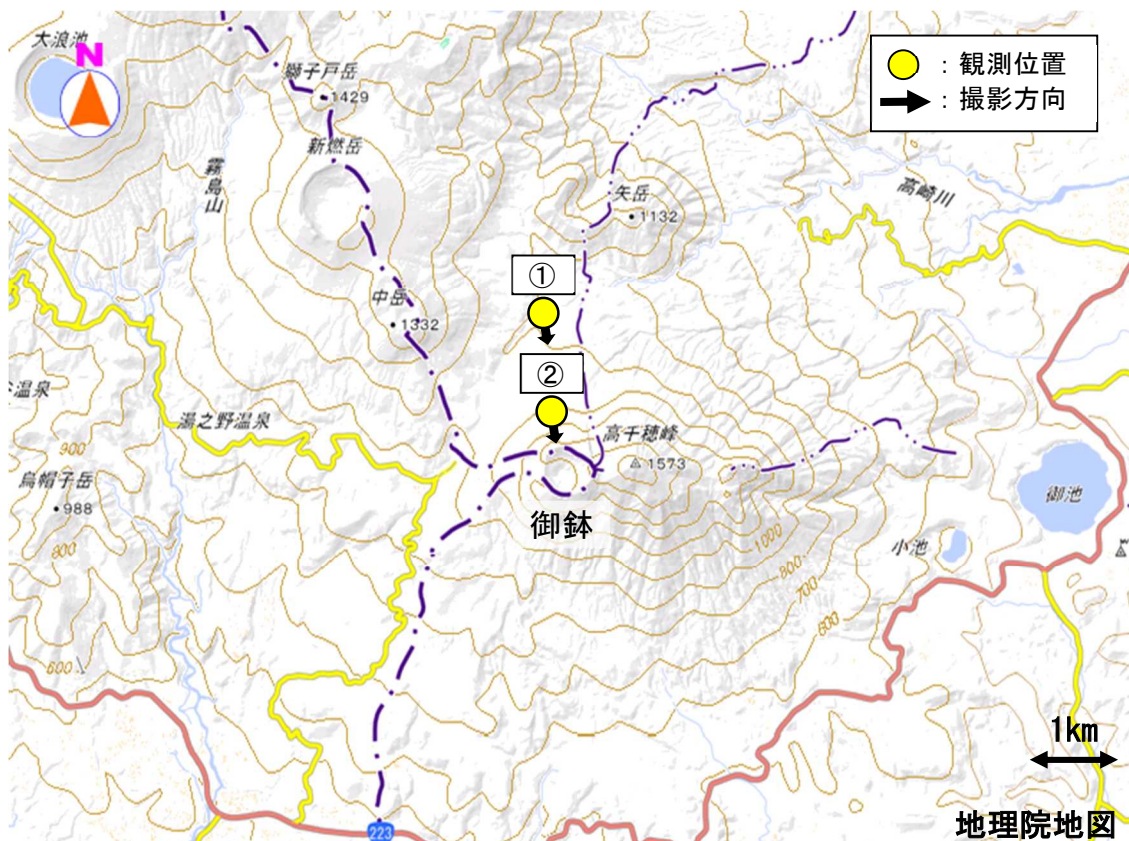 大浪池
N
獅子戸岳
1429
新燃岳
霧島山
：観測位置
：撮影方向
矢岳
1132
高崎川
①
中岳
1332
②
湯之野温泉
900
烏帽子岳
988
800
600
高千穂峰
1573
御鉢
1000
800
700
600
御池
小池
1km
223
地理院地図